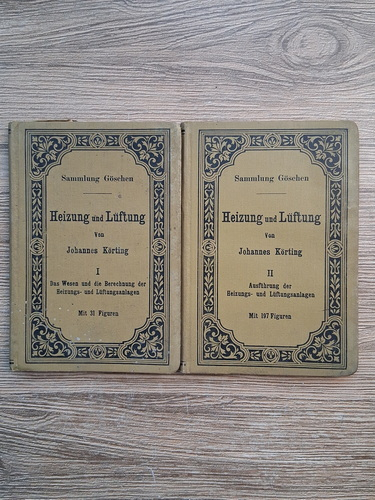 Sammlung Göschen
Heizung und Lüftung
Von
Johannes Körting
I
Das Wesen und die Berechnung der
Heizungs- und Lüftungsanlagen
Mit 31 Figuren
Sammlung Göschen
Heizung und Lüftung
Von
Johannes Körting
II
Ausführung der
Heizungs- und Lüftungsanlagen
Mit 197 Figuren